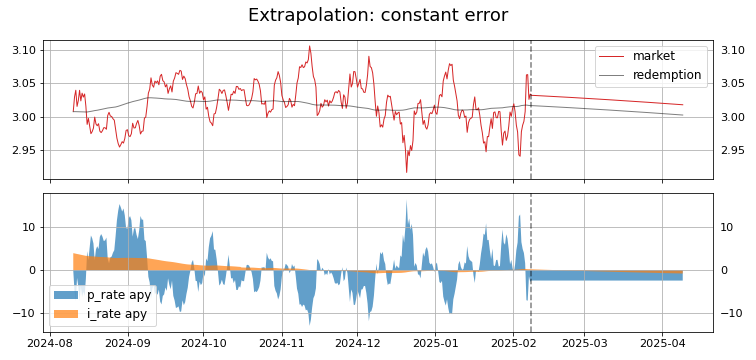 Extrapolation: constant error
3.10 3.10
market
redemption
3.05 3.05
3.00 3.00
2.95 2.95
10 10
0 0
p_rate apy
i_rate apy
−10 −10
2024-08 2024-09 2024-10 2024-11 2024-12 2025-01 2025-02 2025-03 2025-04